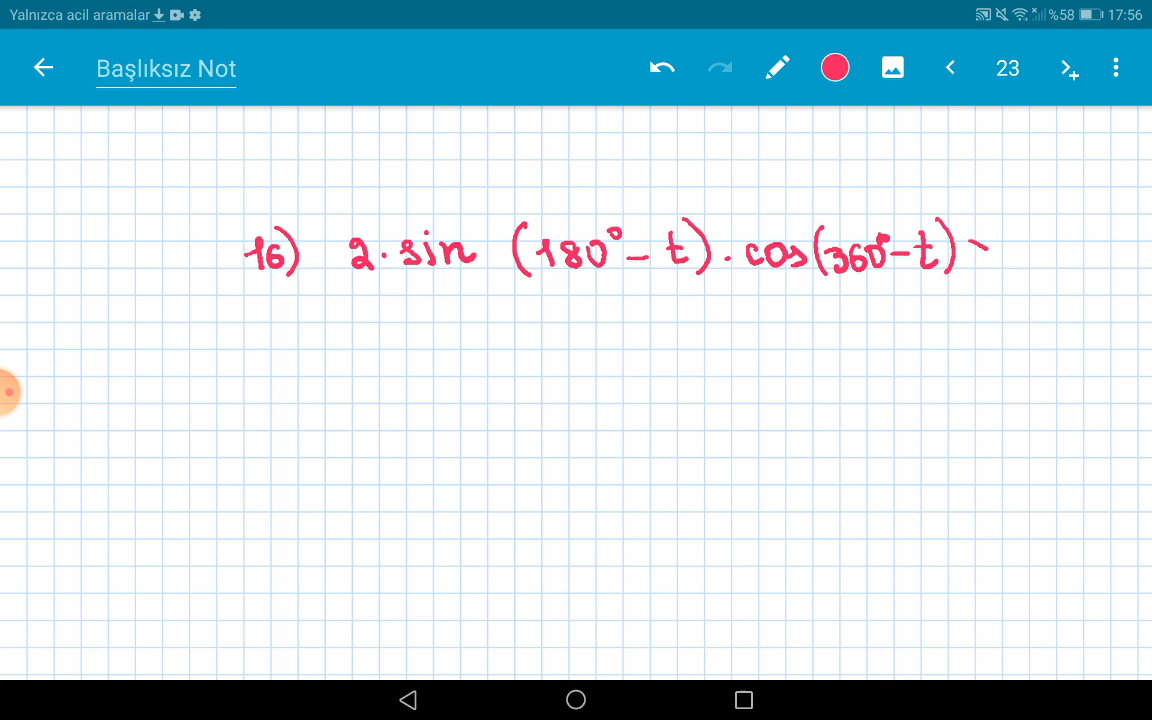 Yalnızca acil aramalar %58 17:56
Başlıksız Not 23
16) 2. sin (180° - t). cos(360° - t)